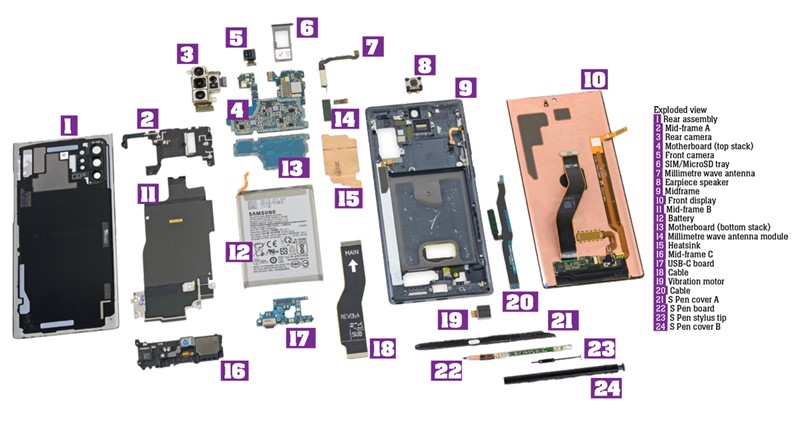 6
5
7
3
8
9
10
Exploded view
1 Rear assembly
2 Mid-frame A
3 Rear camera
4 Motherboard (top stack)
5 Front camera
6 SIM/MicroSD tray
7 Millimetre wave antenna
8 Earpiece speaker
9 Midframe
10 Front display
11 Mid-frame B
12 Battery
13 Motherboard (bottom stack)
14 Millimetre wave antenna module
15 Heatsink
16 Mid-frame C
17 USB-C board
18 Cable
19 Vibration motor
20 Cable
21 S Pen cover A
22 S Pen board
23 S Pen stylus tip
24 S Pen cover B
1
2
4
14
13
11
15
SAMSUNG
12
MAIN
REV0.6A
SUB
17
18
16
20
19
21
22
23
24